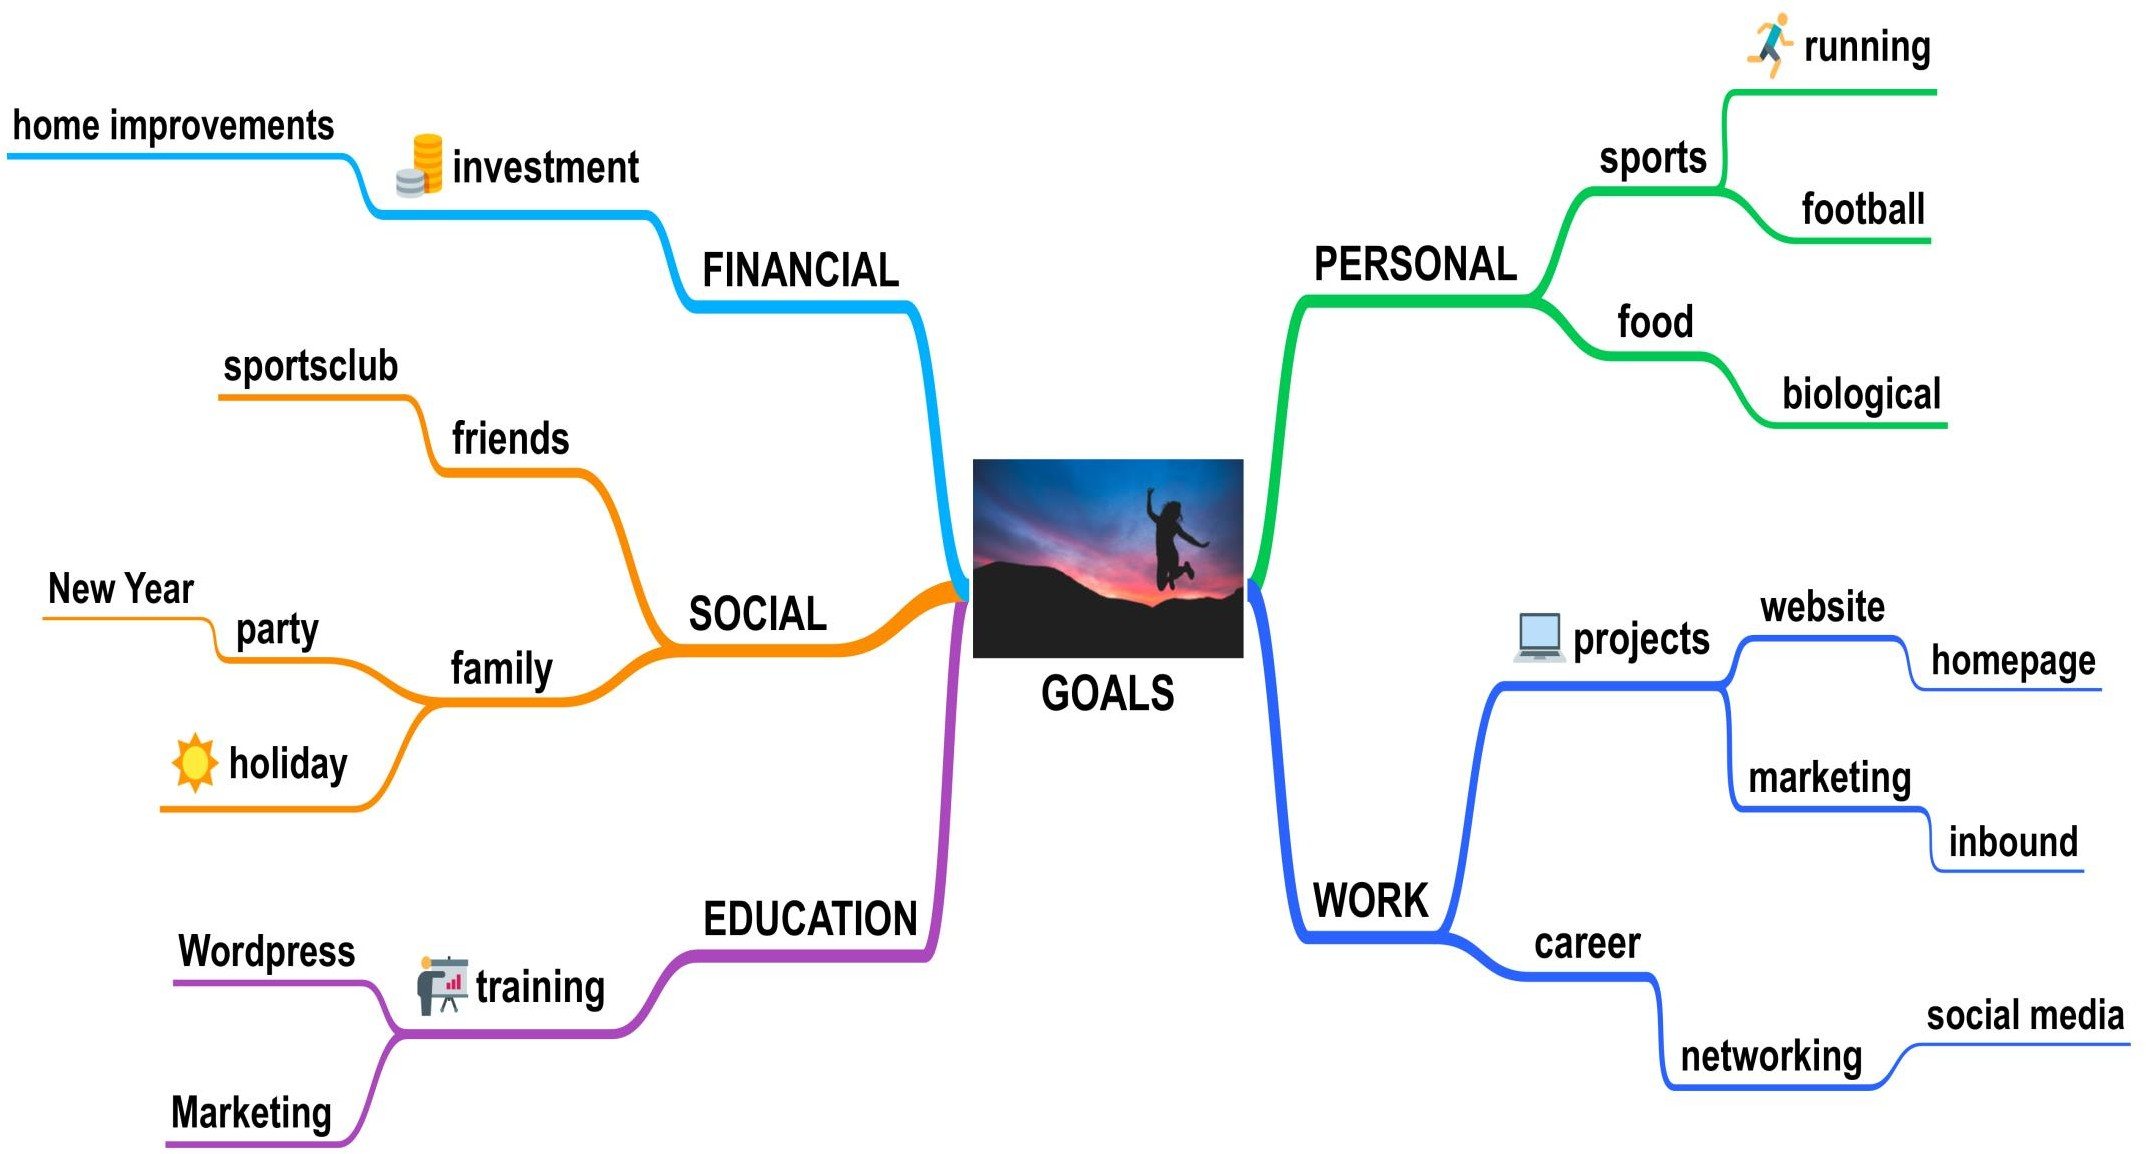 GOALS
PERSONAL
sports
running
football
food
biological
WORK
projects
website
homepage
marketing
inbound
career
networking
social media
EDUCATION
training
Wordpress
Marketing
SOCIAL
friends
sportsclub
family
party
New Year
holiday
FINANCIAL
investment
home improvements